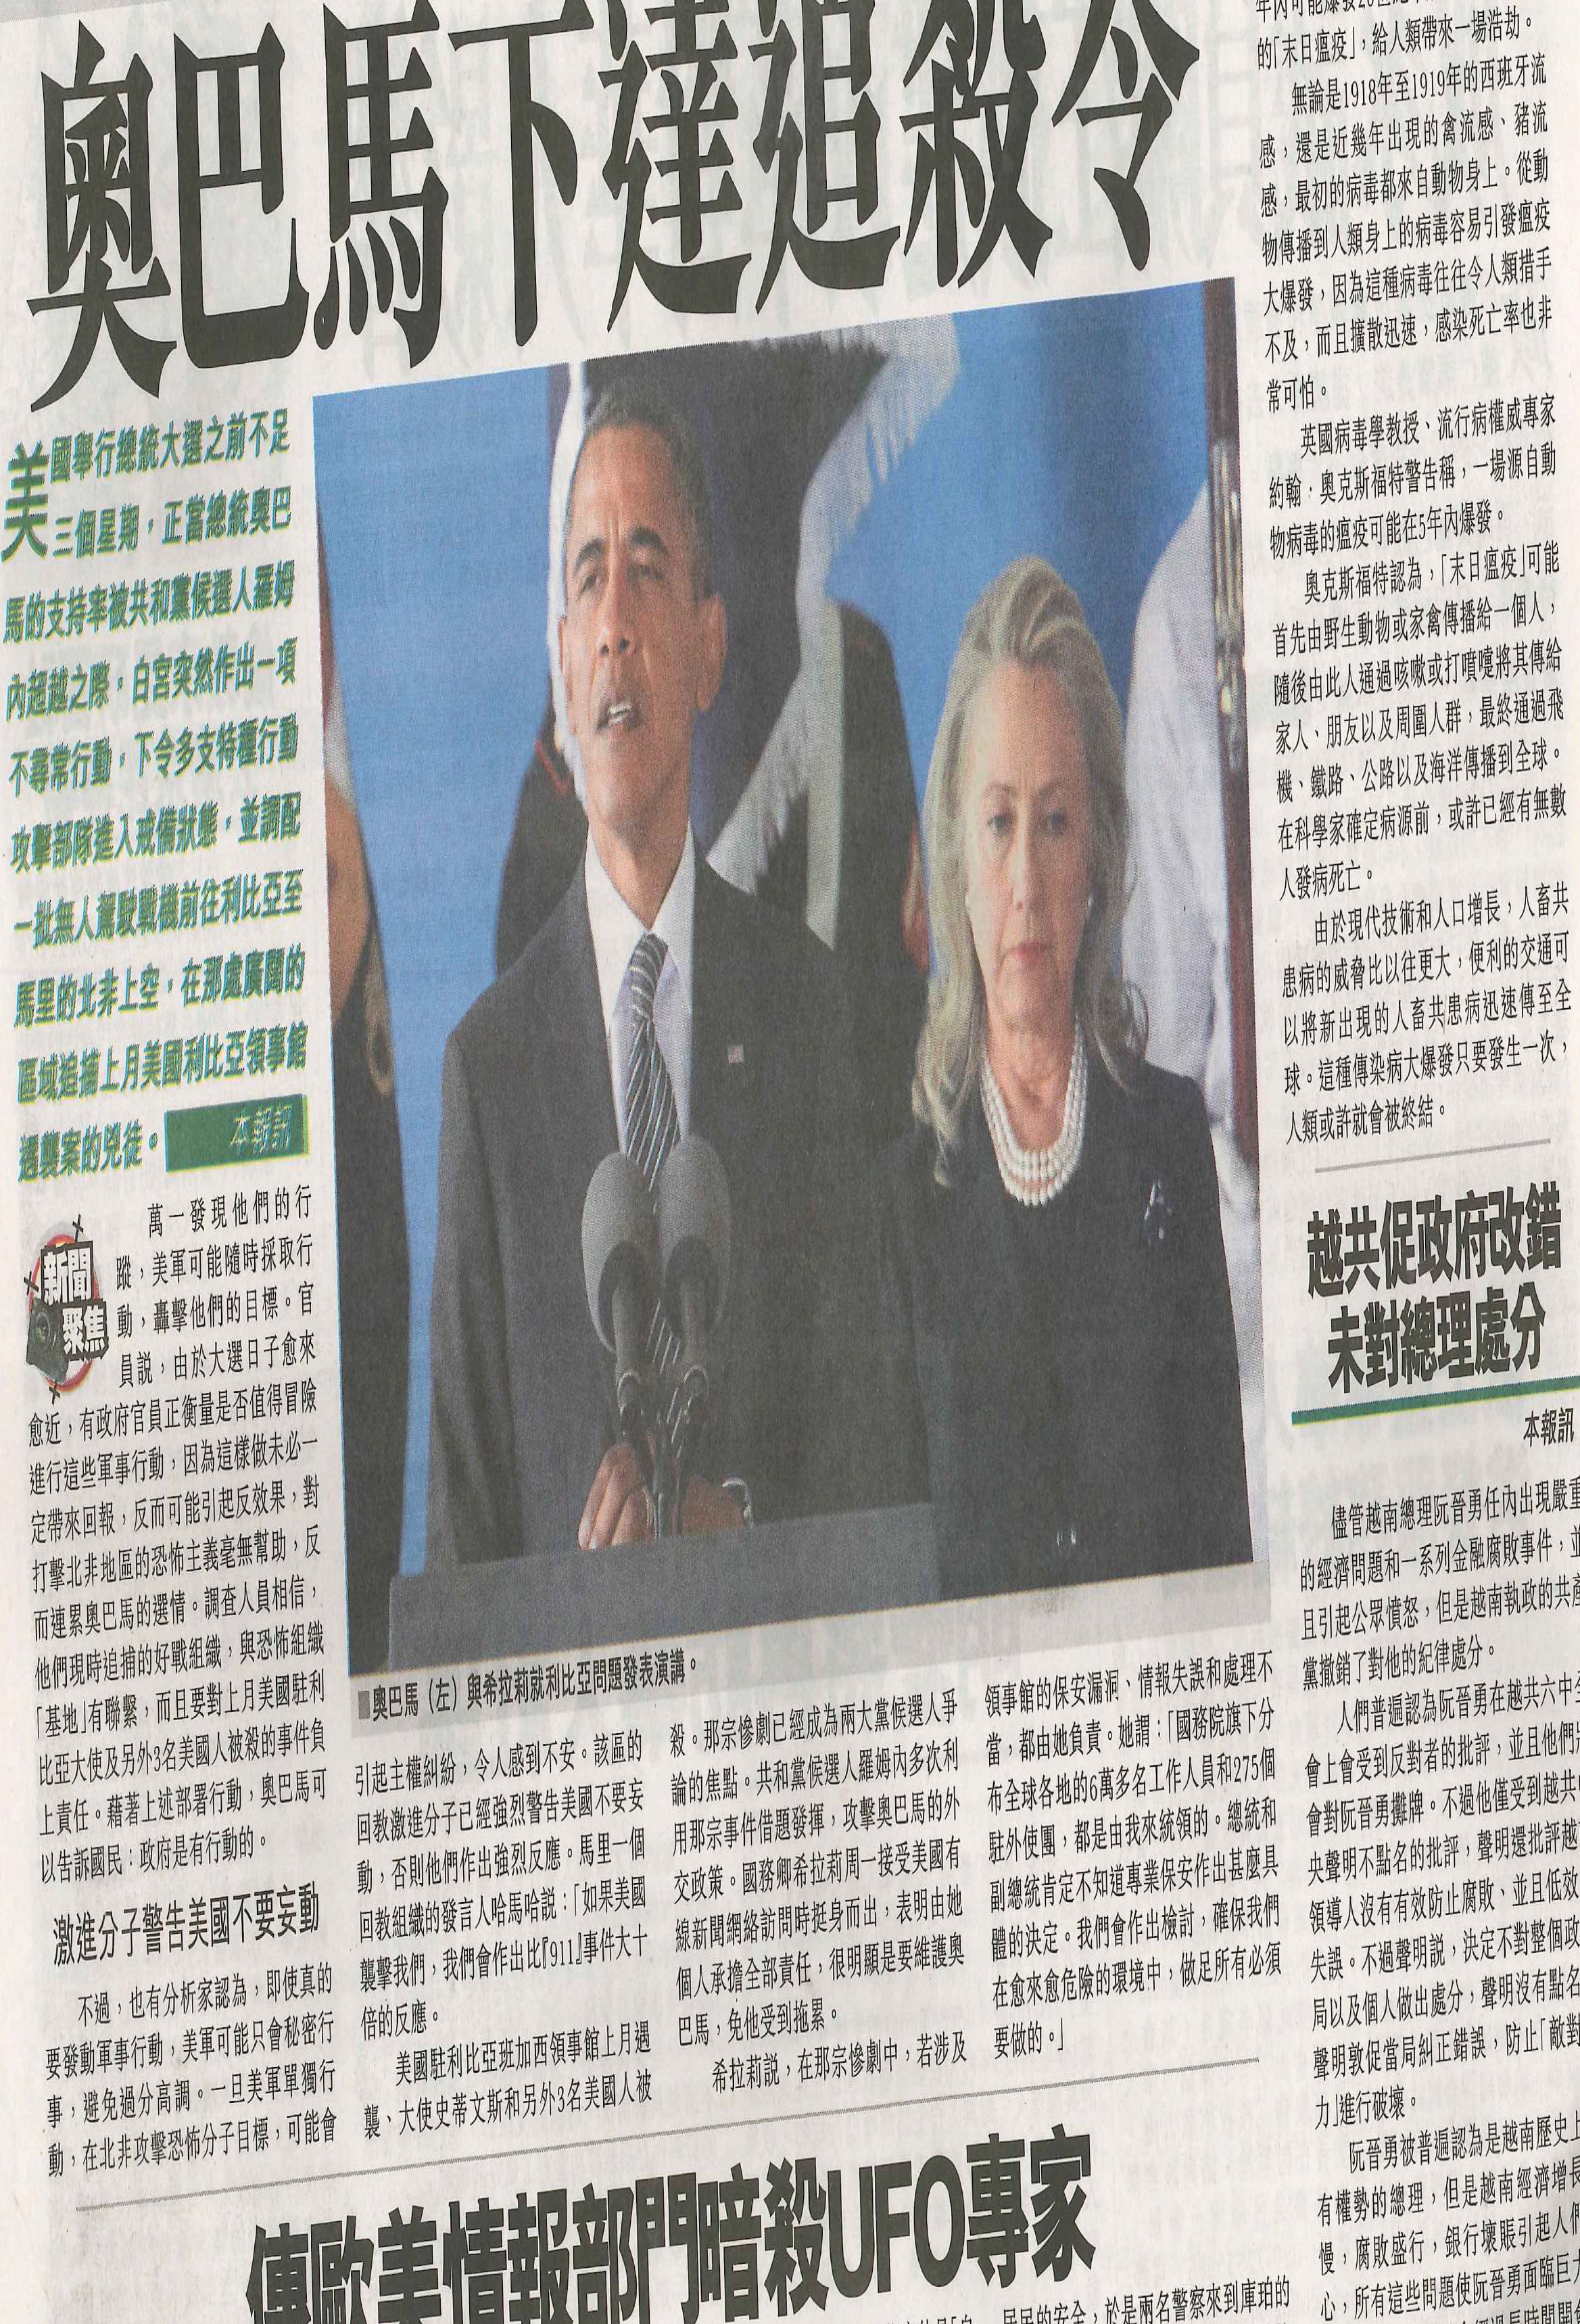 奧巴馬下達追殺令
美國舉行總統大選之前不足
三個星期，正當總統奧巴
馬的支持率被共和黨候選人羅姆
內超越之際，白宮突然作出一項
不尋常行動，下令多支特種行動
攻擊部隊進入戒備狀態，並調配
一批無人駕駛戰機前往利比亞至
馬里的北非上空，在那處廣闊的
區域追捕上月美國利比亞領事館
遇襲案的兇徒。 本報訊
新聞
聚焦
萬一發現他們的行
蹤，美軍可能隨時採取行
動，轟擊他們的目標。官
員説，由於大選日子愈來
愈近，有政府官員正衡量是否值得冒險
進行這些軍事行動，因為這樣做未必一
定帶來回報，反而可能引起反效果，對
打擊北非地區的恐怖主義毫無幫助，反
而連累奧巴馬的選情。調查人員相信，
他們現時追捕的好戰組織，與恐怖組織
「基地」有聯繫，而且要對上月美國駐利
比亞大使及另外3名美國人被殺的事件負
上責任。藉著上述部署行動，奧巴馬可
以告訴國民：政府是有行動的。
激進分子警告美國不要妄動
不過，也有分析家認為，即使真的
要發動軍事行動，美軍可能只會秘密行
事，避免過分高調。一旦美軍單獨行
動，在北非攻擊恐怖分子目標，可能會
■奧巴馬（左）與希拉莉就利比亞問題發表演講。
引起主權糾紛，令人感到不安。該區的
回教激進分子已經強烈警告美國不要妄
動，否則他們作出強烈反應。馬里一個
回教組織的發言人哈馬哈説：「如果美國
襲擊我們，我們會作出比『911』事件大十
倍的反應。
美國駐利比亞班加西領事館上月遇
襲、大使史蒂文斯和另外3名美國人被
殺。那宗慘劇已經成為兩大黨候選人爭
論的焦點。共和黨候選人羅姆內多次利
用那宗事件借題發揮，攻擊奧巴馬的外
交政策。國務卿希拉莉周一接受美國有
線新聞網絡訪問時挺身而出，表明由她
個人承擔全部責任，很明顯是要維護奧
巴馬，免他受到拖累。
希拉莉説，在那宗慘劇中，若涉及
領事館的保安漏洞、情報失誤和處理不
當，都由她負責。她謂：「國務院旗下分
布全球各地的6萬多名工作人員和275個
駐外使團，都是由我來統領的。總統和
副總統肯定不知道專業保安作出甚麼具
體的決定。我們會作出檢討，確保我們
在愈來愈危險的環境中，做足所有必須
要做的。」
傳歐美情報部門暗殺UFO專家
居民的安全，於是兩名警察來到庫珀的
的「末日瘟疫」，給人類帶來一場浩劫。
無論是1918年至1919年的西班牙流
感，還是近幾年出現的禽流感、豬流
感，最初的病毒都來自動物身上。從動
物傳播到人類身上的病毒容易引發瘟疫
大爆發，因為這種病毒往往令人類措手
不及，而且擴散迅速，感染死亡率也非
常可怕。
英國病毒學教授、流行病權威專家
約翰．奧克斯福特警告稱，一場源自動
物病毒的瘟疫可能在5年內爆發。
奧克斯福特認為，「末日瘟疫」可能
首先由野生動物或家禽傳播給一個人，
隨後由此人通過咳嗽或打噴嚏將其傳給
家人、朋友以及周圍人群，最終通過飛
機、鐵路、公路以及海洋傳播到全球。
在科學家確定病源前，或許已經有無數
人發病死亡。
由於現代技術和人口增長，人畜共
患病的威脅比以往更大，便利的交通可
以將新出現的人畜共患病迅速傳至全
球。這種傳染病大爆發只要發生一次，
人類或許就會被終結。
越共促政府改錯
未對總理處分
本報訊
儘管越南總理阮晉勇任內出現嚴重
的經濟問題和一系列金融腐敗事件，並
且引起公眾憤怒，但是越南執政的共產
黨撤銷了對他的紀律處分。
人們普遍認為阮晉勇在越共六中全
會上會受到反對者的批評，並且他們將
會對阮晉勇攤牌。不過他僅受到越共中
央聲明不點名的批評，聲明還批評越
領導人沒有有效防止腐敗、並且低效
失誤。不過聲明説，決定不對整個政
局以及個人做出處分，聲明沒有點名
聲明敦促當局糾正錯誤，防止「敵對
力」進行破壞。
阮晉勇被普遍認為是越南歷史上
有權勢的總理，但是越南經濟增長
慢，腐敗盛行，銀行壞賬引起人們
心，所有這些問題使阮晉勇面臨巨大